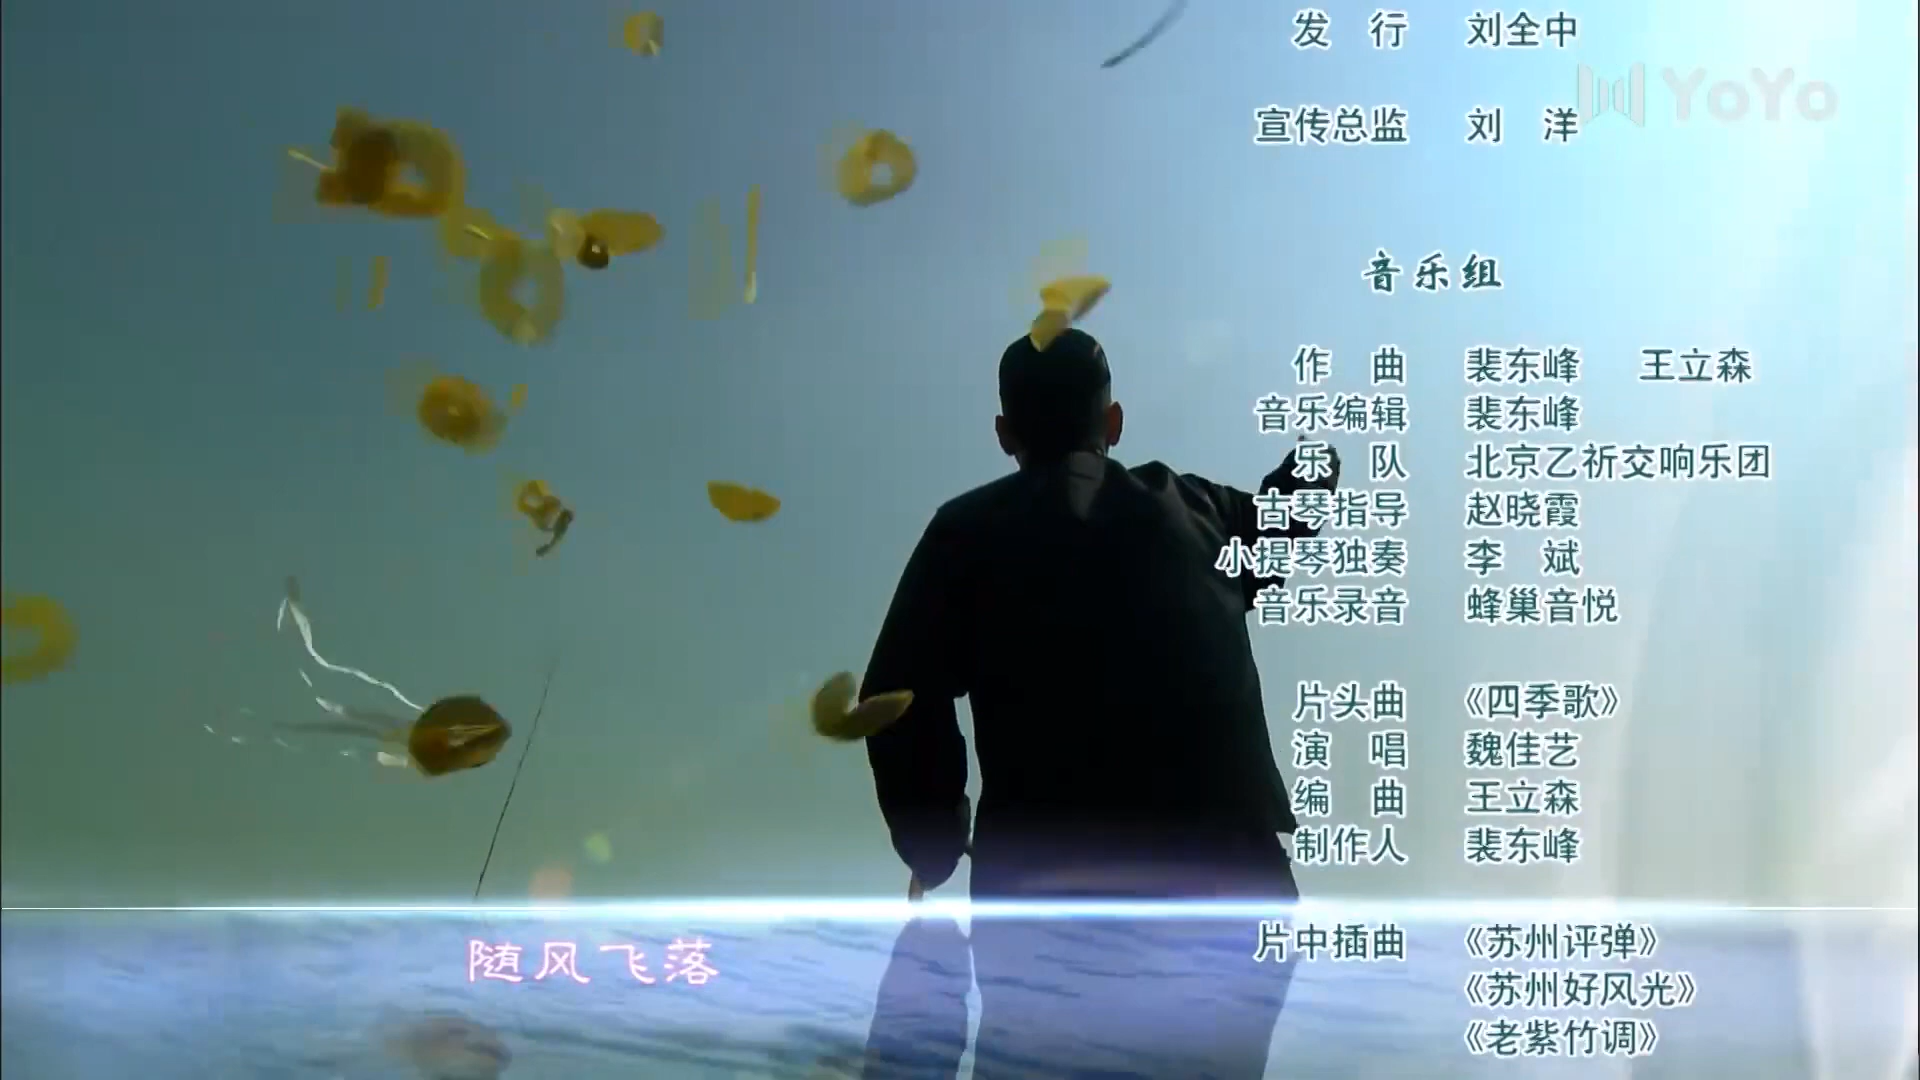 发 行 刘全中
YoYo
宣传总监 刘 洋
音乐组
作 曲 裴东峰 王立森
音乐编辑 裴东峰
乐 队 北京乙祈交响乐团
古琴指导 赵晓霞
小提琴独奏 李 斌
音乐录音 蜂巢音悦
片头曲 《四季歌》
演 唱 魏佳艺
编 曲 王立森
制作人 裴东峰
片中插曲 《苏州评弹》
《苏州好风光》
《老紫竹调》
随风飞落